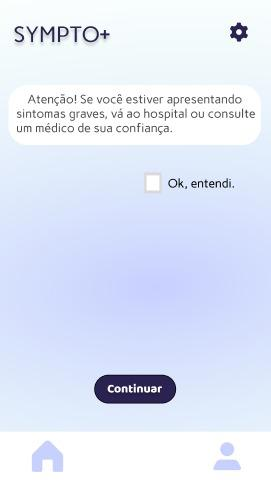 SYMPTO+
Atenção! Se você estiver apresentando
sintomas graves, vá ao hospital ou consulte
um médico de sua confiança.
Ok, entendi.
Continuar